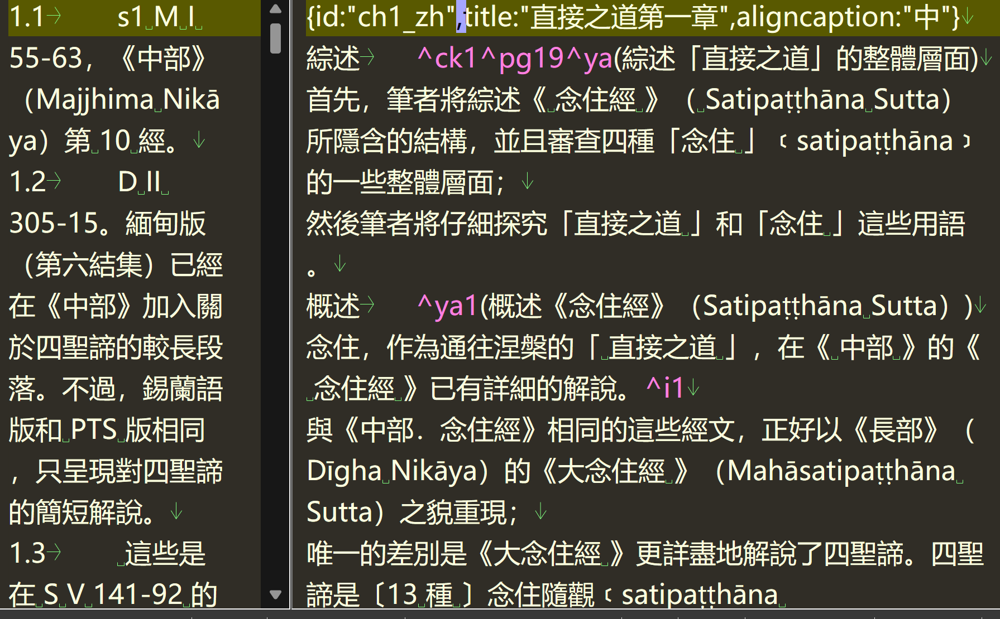 1.1 s1 M I
55-63，《中部》
（Majjhima Nikā
ya）第 10 經。
1.2 D II
305-15。緬甸版
（第六結集）已經
在《中部》加入關
於四聖諦的較長段
落。不過，錫蘭語
版和 PTS 版相同
，只呈現對四聖諦
的簡短解說。
1.3 這些是
在 S V 141-92 的
{id:"ch1_zh",title:"直接之道第一章",aligncaption:"中"}
綜述 ^ck1^pg19^ya(綜述「直接之道」的整體層面)
首先，筆者將綜述《 念住經 》（ Satipaṭṭhāna Sutta）
所隱含的結構，並且審查四種「念住 」﹝satipaṭṭhāna﹞
的一些整體層面；
然後筆者將仔細探究「直接之道 」和「念住 」這些用語
。
概述 ^ya1(概述《念住經》（Satipaṭṭhāna Sutta）)
念住，作為通往涅槃的「 直接之道 」，在《 中部 》的《
 念住經 》已有詳細的解說。^i1
與《中部．念住經》相同的這些經文，正好以《長部》（
Dīgha Nikāya）的《大念住經 》（Mahāsatipaṭṭhāna
Sutta）之貌重現；
唯一的差別是《大念住經 》更詳盡地解說了四聖諦。四聖
諦是〔13 種 〕念住隨觀﹝satipaṭṭhāna